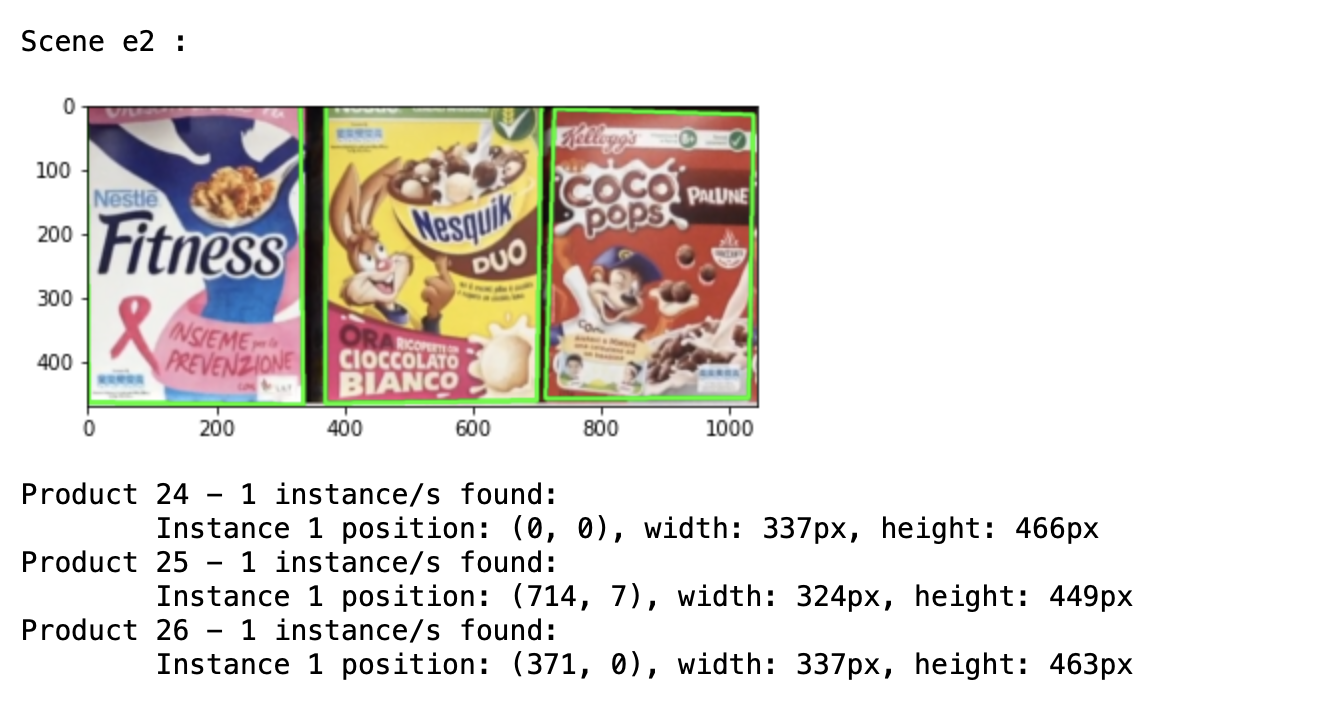 Scene e2 :
0
100
200
300
400
0 200 400 600 800 1000
Nestlé
Fitness
INSIEME per la
PREVENZIONE
Nesquik
DUO
ORA RICOPERTO DI
CIOCCOLATO
BIANCO
Kellogg's
COCO
pops
PALLINE
Product 24 – 1 instance/s found:
Instance 1 position: (0, 0), width: 337px, height: 466px
Product 25 – 1 instance/s found:
Instance 1 position: (714, 7), width: 324px, height: 449px
Product 26 – 1 instance/s found:
Instance 1 position: (371, 0), width: 337px, height: 463px